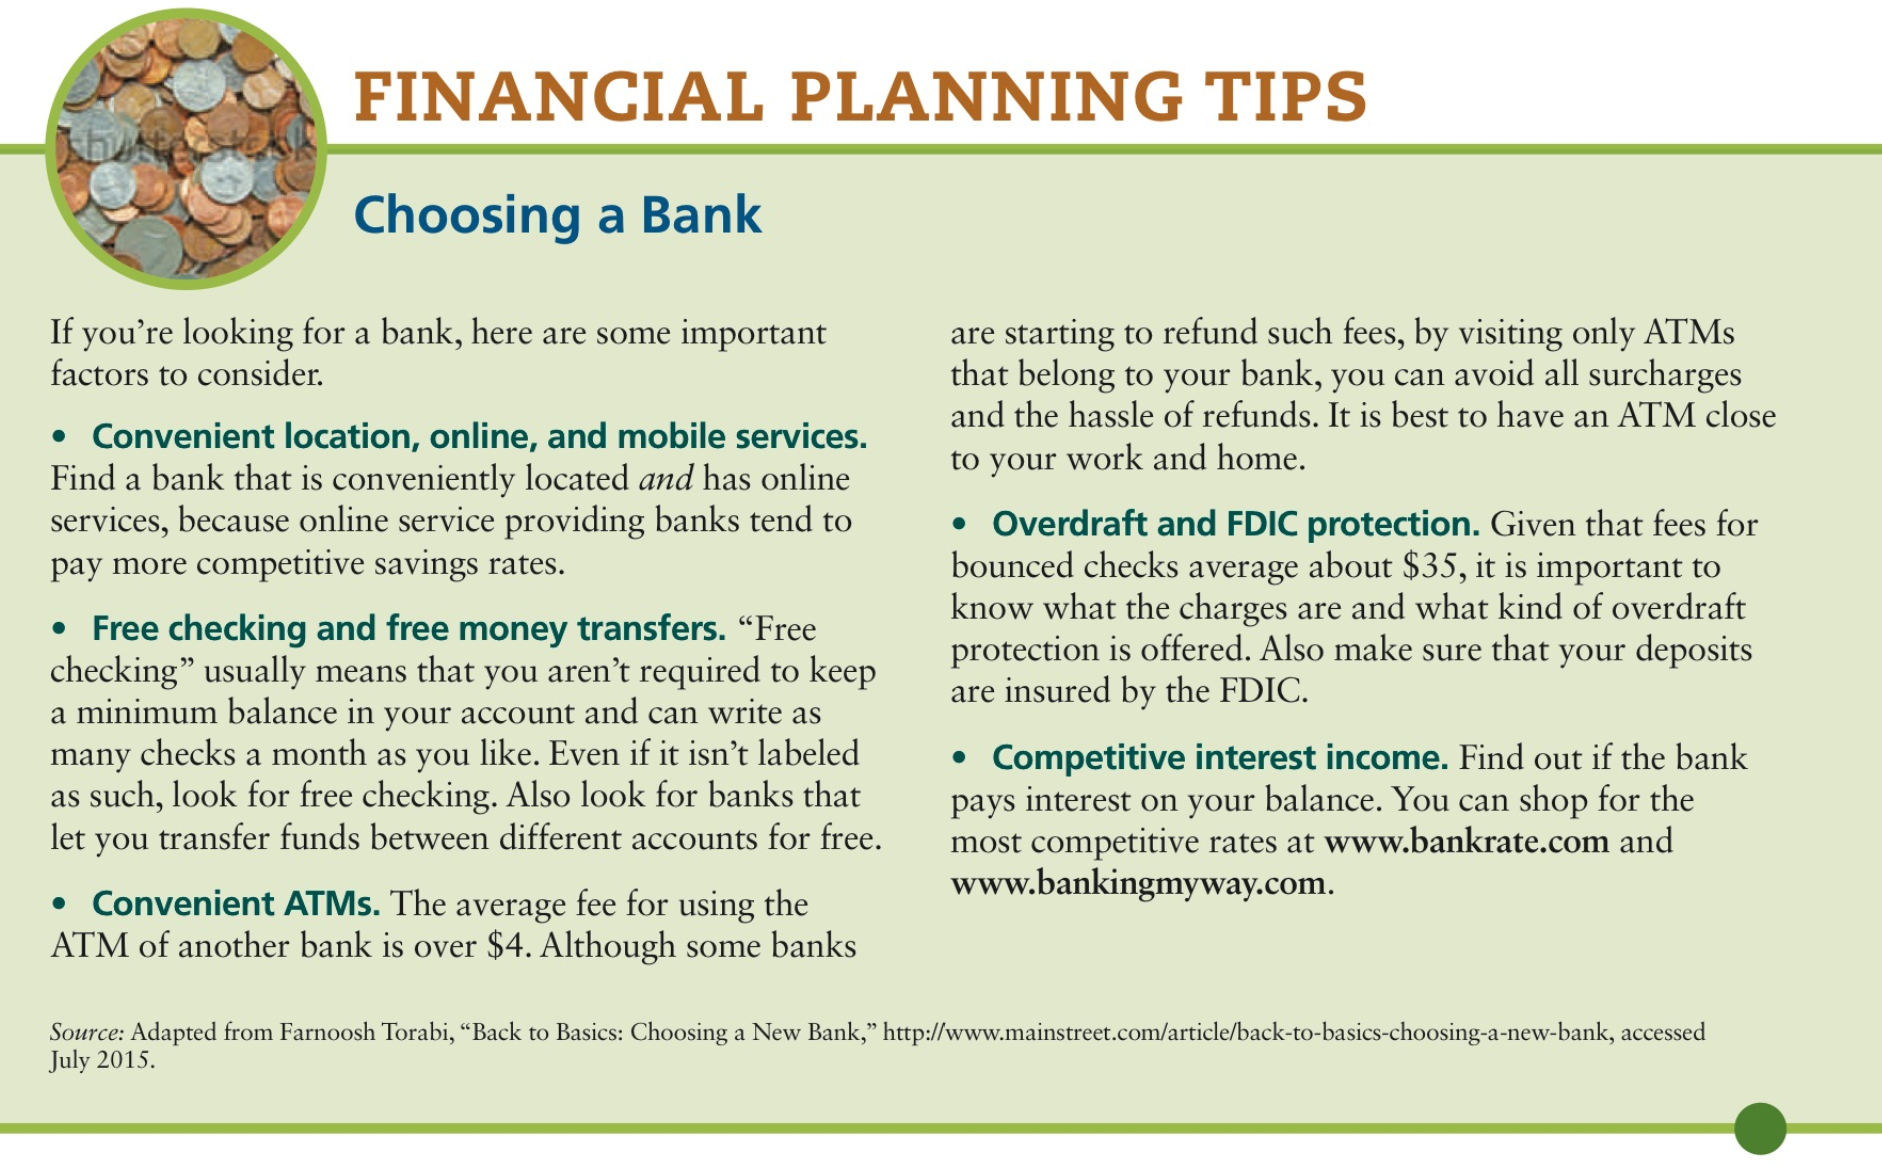 FINANCIAL PLANNING TIPS
Choosing a Bank
If you’re looking for a bank, here are some important
factors to consider.
• Convenient location, online, and mobile services.
Find a bank that is conveniently located and has online
services, because online service providing banks tend to
pay more competitive savings rates.
• Free checking and free money transfers. “Free
checking” usually means that you aren’t required to keep
a minimum balance in your account and can write as
many checks a month as you like. Even if it isn’t labeled
as such, look for free checking. Also look for banks that
let you transfer funds between different accounts for free.
• Convenient ATMs. The average fee for using the
ATM of another bank is over $4. Although some banks
are starting to refund such fees, by visiting only ATMs
that belong to your bank, you can avoid all surcharges
and the hassle of refunds. It is best to have an ATM close
to your work and home.
• Overdraft and FDIC protection. Given that fees for
bounced checks average about $35, it is important to
know what the charges are and what kind of overdraft
protection is offered. Also make sure that your deposits
are insured by the FDIC.
• Competitive interest income. Find out if the bank
pays interest on your balance. You can shop for the
most competitive rates at www.bankrate.com and
www.bankingmyway.com.
Source: Adapted from Farnoosh Torabi, “Back to Basics: Choosing a New Bank,” http://www.mainstreet.com/article/back-to-basics-choosing-a-new-bank, accessed
July 2015.
shutterstock